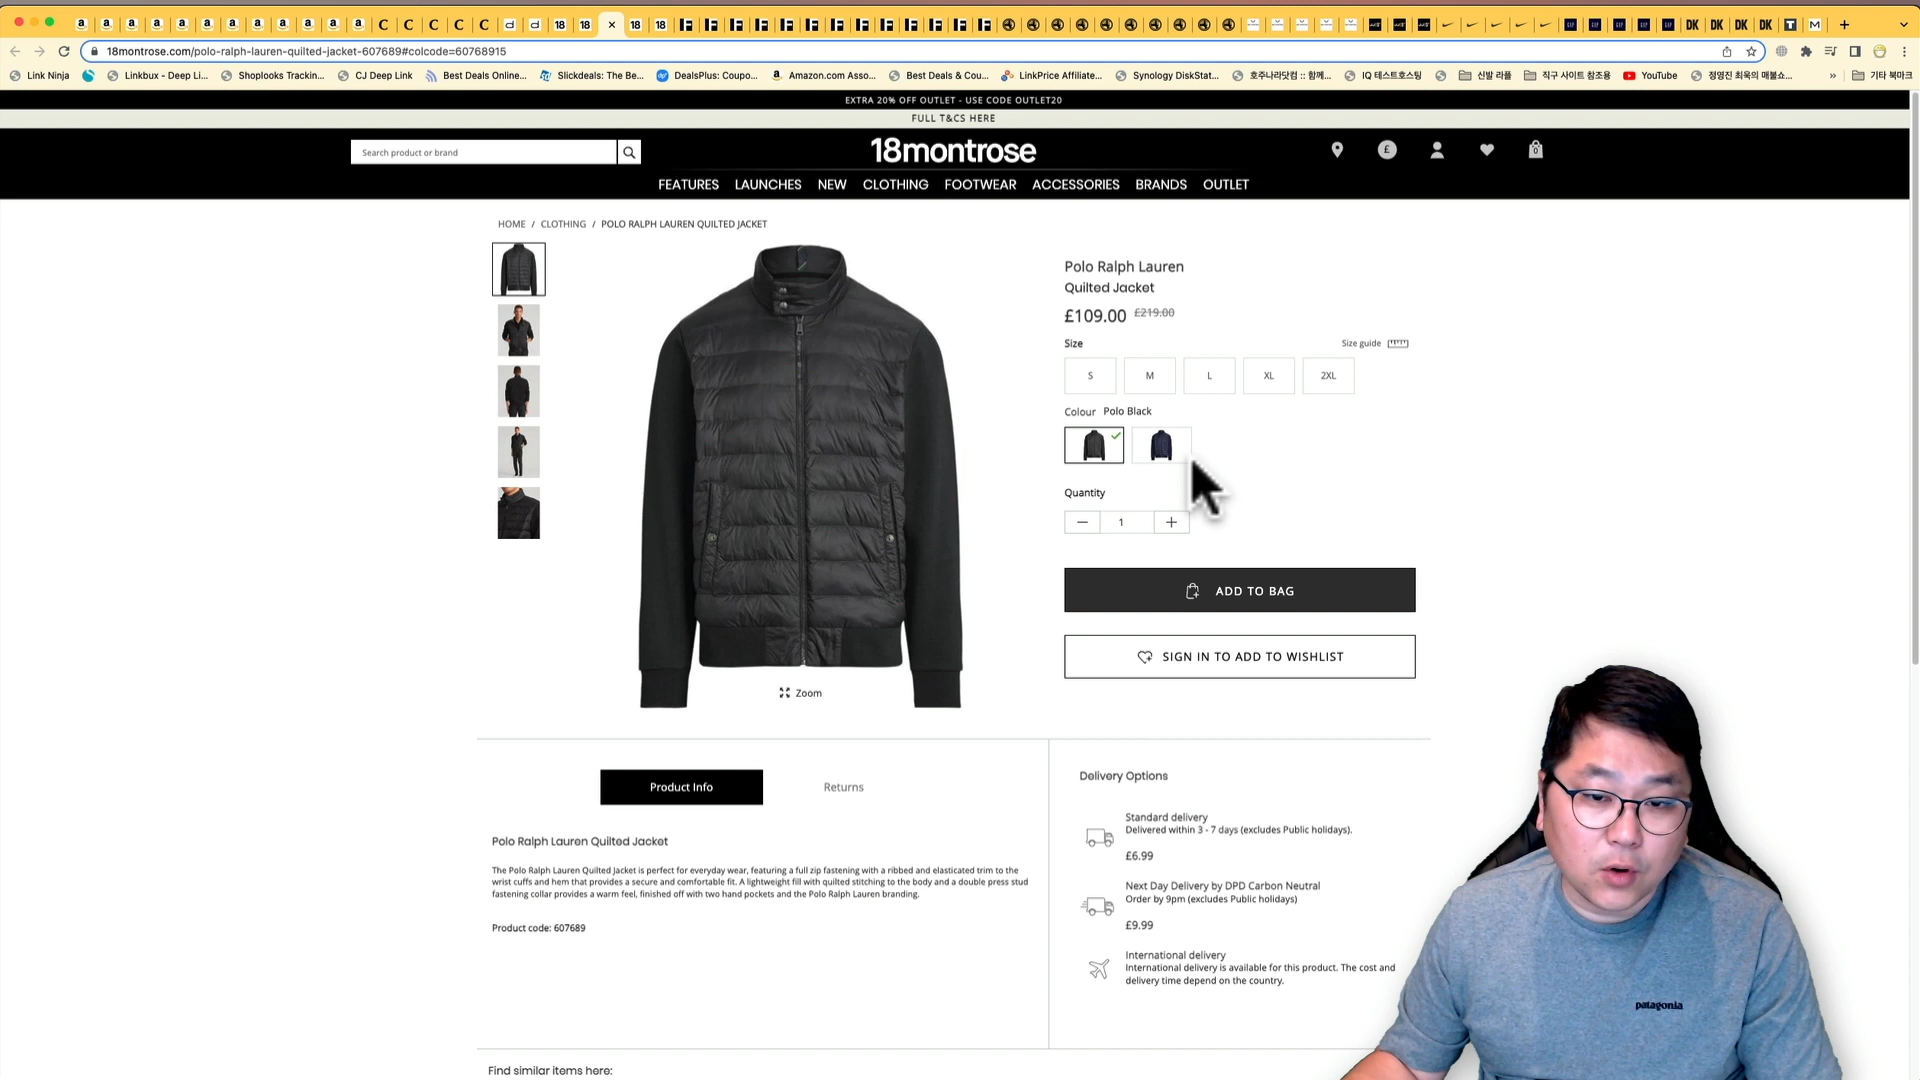 18montrose.com/polo-ralph-lauren-quilted-jacket-607689#colcode=60768915
Link Ninja
Linkbux - Deep Li...
Shoplooks Trackin...
CJ Deep Link
Best Deals Online...
Slickdeals: The Be...
DealsPlus: Coupo...
Amazon.com Asso...
Best Deals & Cou...
LinkPrice Affiliate...
Synology DiskStat...
호주나라닷컴 :: 함께...
IQ 테스트호스팅
신발 라플
직구 사이트 참조용
YouTube
정영진 최욱의 매불쇼...
기타 북마크
EXTRA 20% OFF OUTLET - USE CODE OUTLET20
FULL T&CS HERE
Search product or brand
18montrose
0
FEATURES LAUNCHES NEW CLOTHING FOOTWEAR ACCESSORIES BRANDS OUTLET
HOME / CLOTHING / POLO RALPH LAUREN QUILTED JACKET
Polo Ralph Lauren
Quilted Jacket
£109.00 £219.00
Size
Size guide
S M L XL 2XL
Colour Polo Black
Quantity
1
ADD TO BAG
SIGN IN TO ADD TO WISHLIST
Zoom
Product Info
Returns
Polo Ralph Lauren Quilted Jacket
The Polo Ralph Lauren Quilted Jacket is perfect for everyday wear, featuring a full zip fastening with a ribbed and elasticated trim to the
wrist cuffs and hem that provides a secure and comfortable fit. A lightweight fill with quilted stitching to the body and a double press stud
fastening collar provides a warm feel, finished off with two hand pockets and the Polo Ralph Lauren branding.
Product code: 607689
Delivery Options
Standard delivery
Delivered within 3 - 7 days (excludes Public holidays).
£6.99
Next Day Delivery by DPD Carbon Neutral
Order by 9pm (excludes Public holidays)
£9.99
International delivery
International delivery is available for this product. The cost and
delivery time depend on the country.
Find similar items here:
patagonia